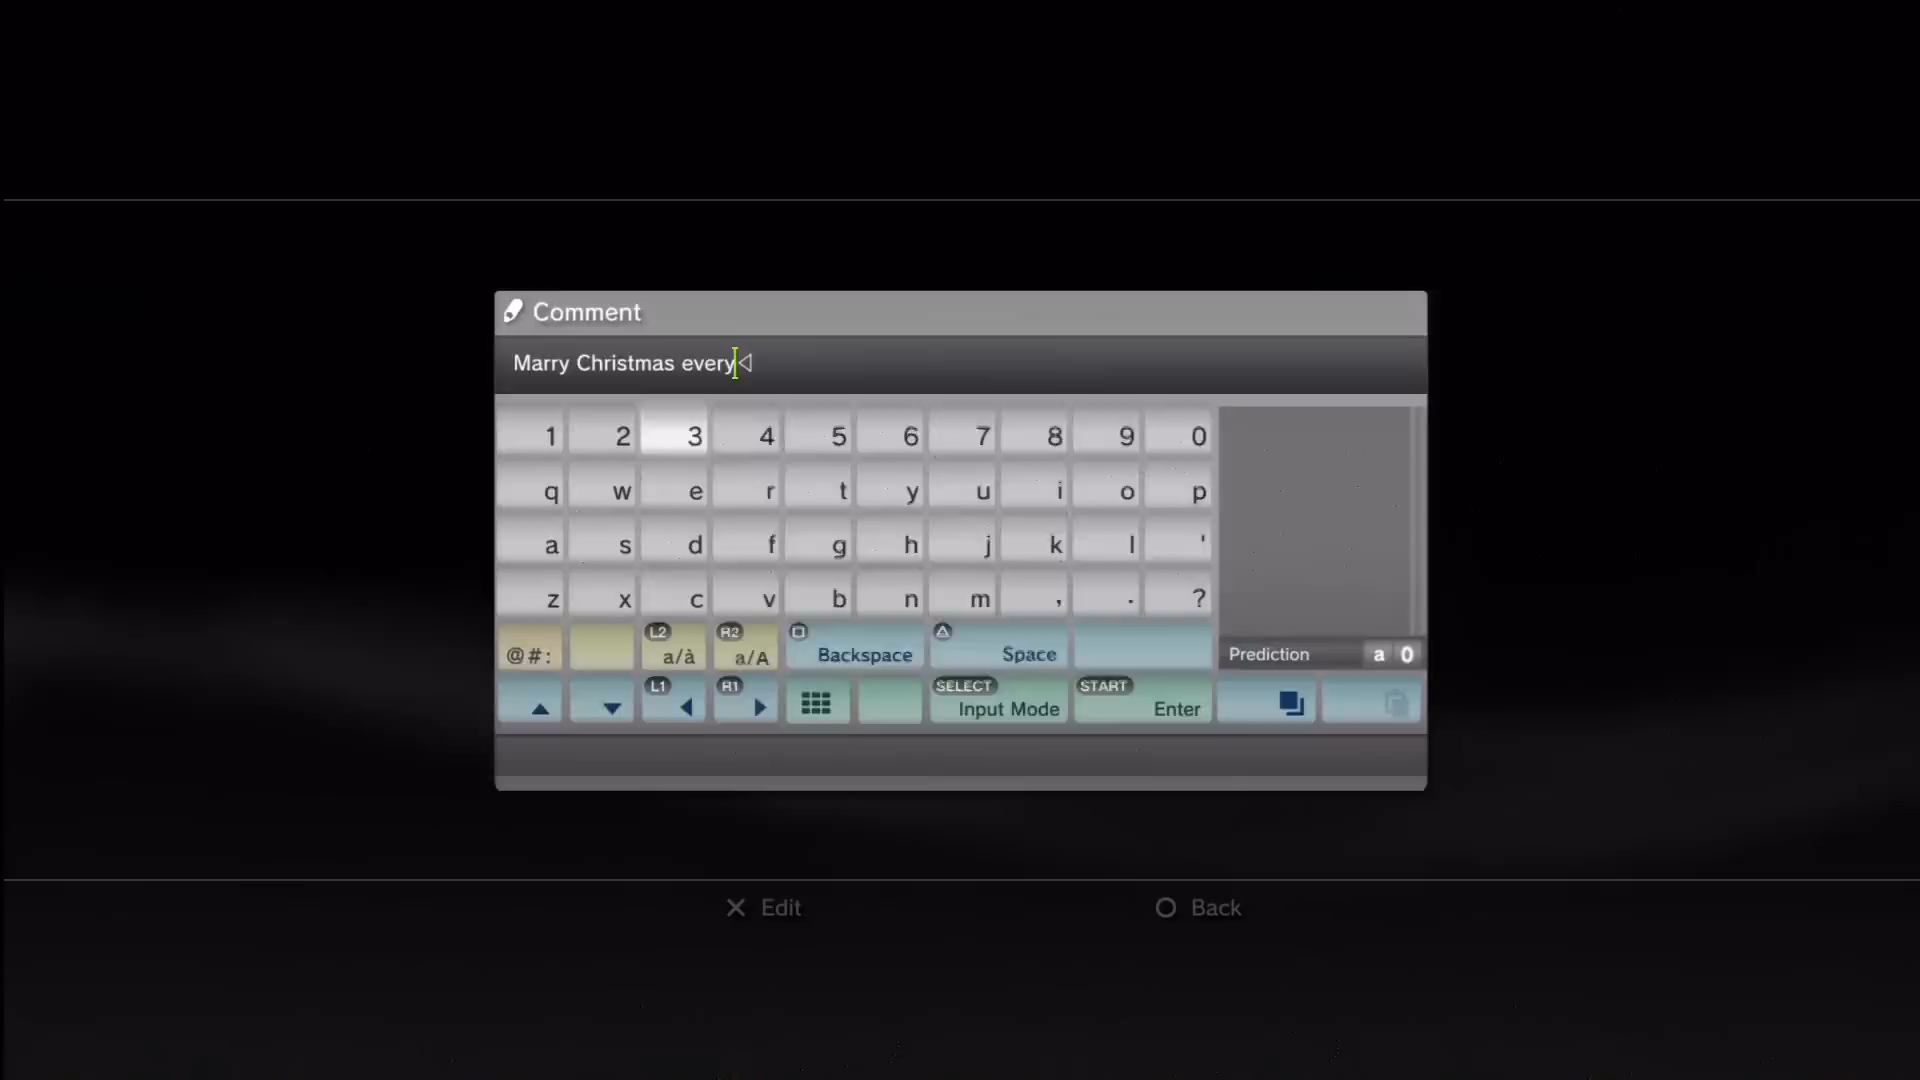 Comment
Marry Christmas every
1 2 3 4 5 6 7 8 9 0
q w e r t y u i o p
a s d f g h j k l '
z x c v b n m , . ?
@#: L2 a/à R2 a/A Backspace Space Prediction a 0
L1 R1 SELECT Input Mode START Enter
Edit Back